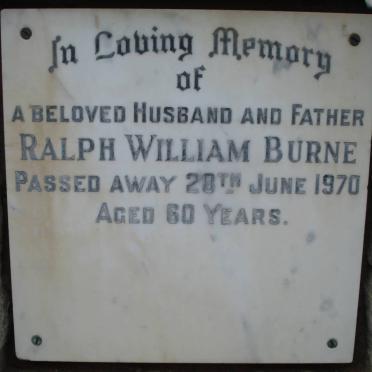 In Loving Memory
of
A BELOVED HUSBAND AND FATHER
RALPH WILLIAM BURNE
PASSED AWAY 28TH JUNE 1970
AGED 60 YEARS.